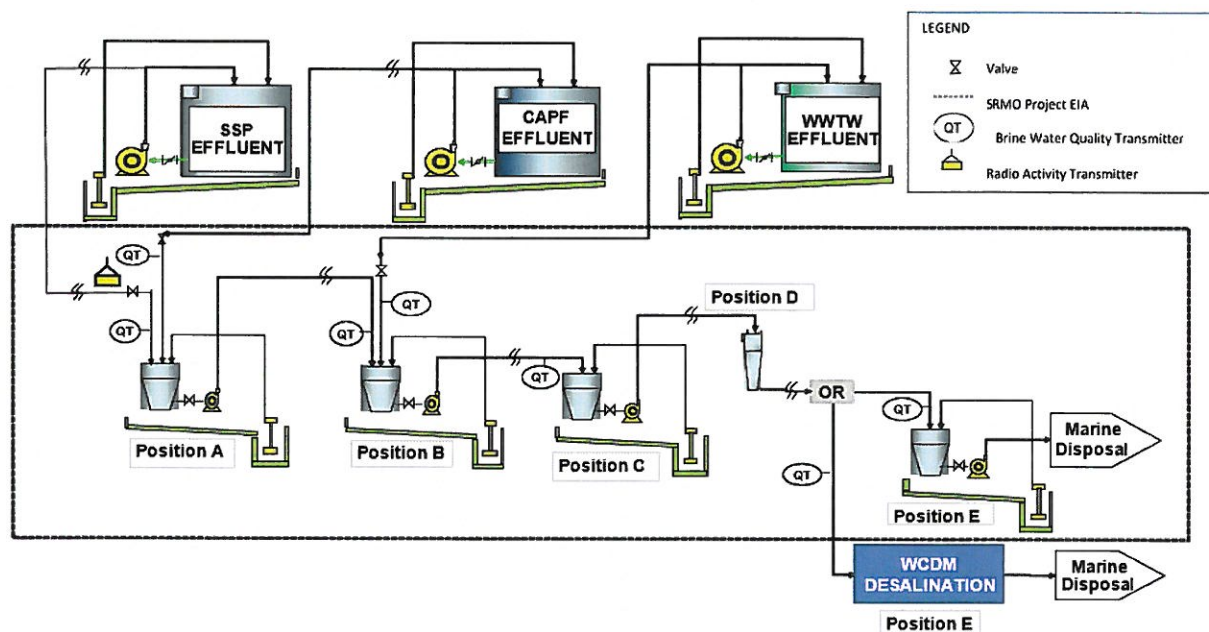 LEGEND
Valve
SRMO Project EIA
QT Brine Water Quality Transmitter
Radio Activity Transmitter
SSP
EFFLUENT
CAPF
EFFLUENT
WWTW
EFFLUENT
QT
QT
QT
QT
QT
QT
QT
Position A
Position B
Position C
Position D
OR
Position E
Marine
Disposal
WCDM
DESALINATION
Marine
Disposal
Position E